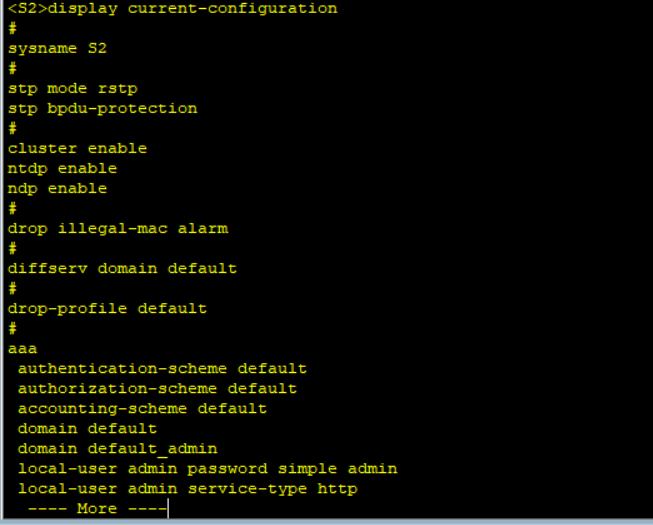 <S2>display current-configuration
#
sysname S2
#
stp mode rstp
stp bpdu-protection
#
cluster enable
ntdp enable
ndp enable
#
drop illegal-mac alarm
#
diffserv domain default
#
drop-profile default
#
aaa
 authentication-scheme default
 authorization-scheme default
 accounting-scheme default
 domain default
 domain default_admin
 local-user admin password simple admin
 local-user admin service-type http
  ---- More ----